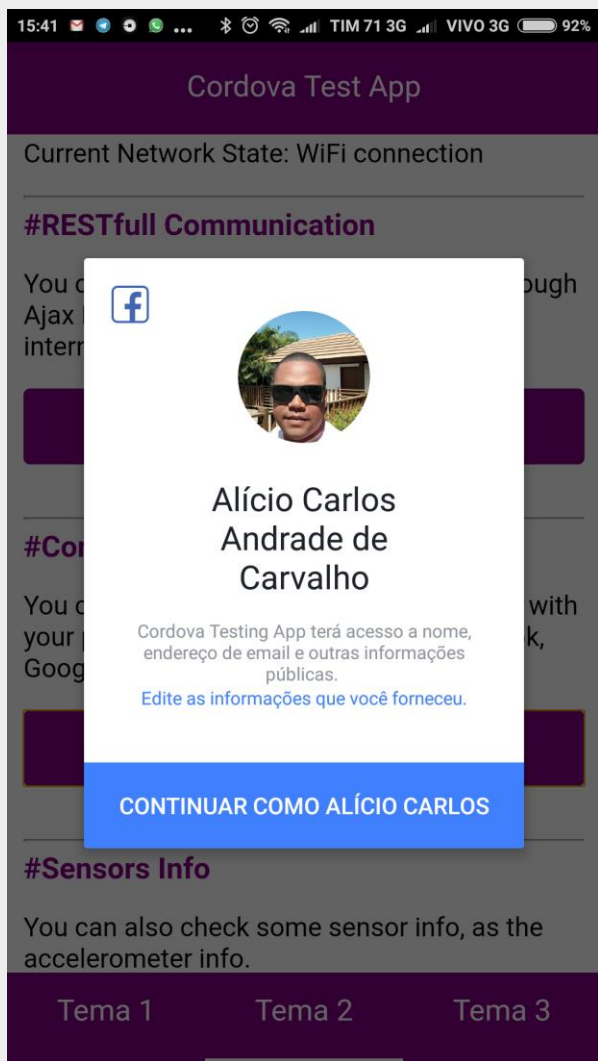 15:41 ... TIM 71 3G VIVO 3G 92%
Cordova Test App
Current Network State: WiFi connection
#RESTfull Communication
You ough
Ajax
Alício Carlos
Andrade de
Carvalho
#Co
You with
Cordova Testing App terá acesso a nome,
your k,
endereço de email e outras informações
Goog
públicas.
Edite as informações que você forneceu.
CONTINUAR COMO ALÍCIO CARLOS
#Sensors Info
You can also check some sensor info, as the
accelerometer info.
Tema 1 Tema 2 Tema 3